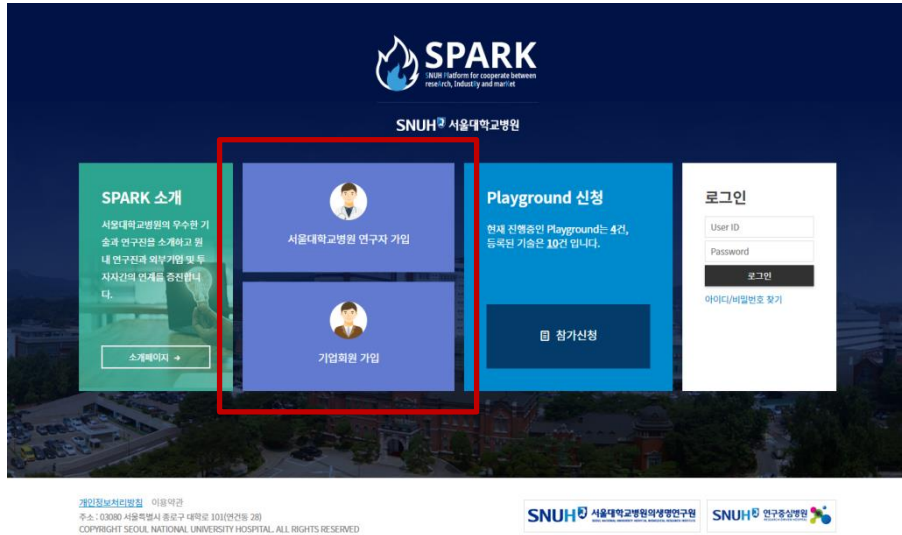 SPARK
SNUH Platform for cooperate between
reseArch, IndustRy and marKet
SNUH 서울대학교병원
SPARK 소개
서울대학교병원의 우수한 기
술과 연구진을 소개하고 원
내 연구진과 외부기업 및 투
자자간의 연계를 증진합니
다.
소개페이지 →
서울대학교병원 연구자 가입
기업회원 가입
Playground 신청
현재 진행중인 Playground는 4건,
등록된 기술은 10건 입니다.
참가신청
로그인
User ID
Password
로그인
아이디/비밀번호 찾기
개인정보처리방침 이용약관
주소 : 03080 서울특별시 종로구 대학로 101(연건동 28)
COPYRIGHT SEOUL NATIONAL UNIVERSITY HOSPITAL. ALL RIGHTS RESERVED
SNUH 서울대학교병원의생명연구원
SEOUL NATIONAL UNIVERSITY HOSPITAL BIOMEDICAL RESEARCH INSTITUTE
SNUH 연구중심병원